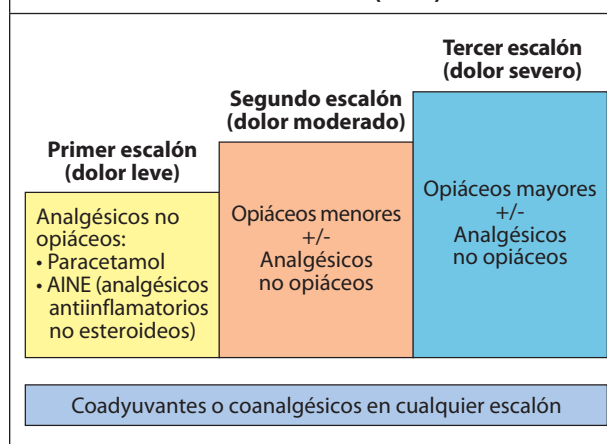 Tercer escalón
(dolor severo)
Segundo escalón
(dolor moderado)
Primer escalón
(dolor leve)
Analgésicos no
opiáceos:
• Paracetamol
• AINE (analgésicos
antiinflamatorios
no esteroideos)
Opiáceos menores
+/-
Analgésicos
no opiáceos
Opiáceos mayores
+/-
Analgésicos
no opiáceos
Coadyuvantes o coanalgésicos en cualquier escalón